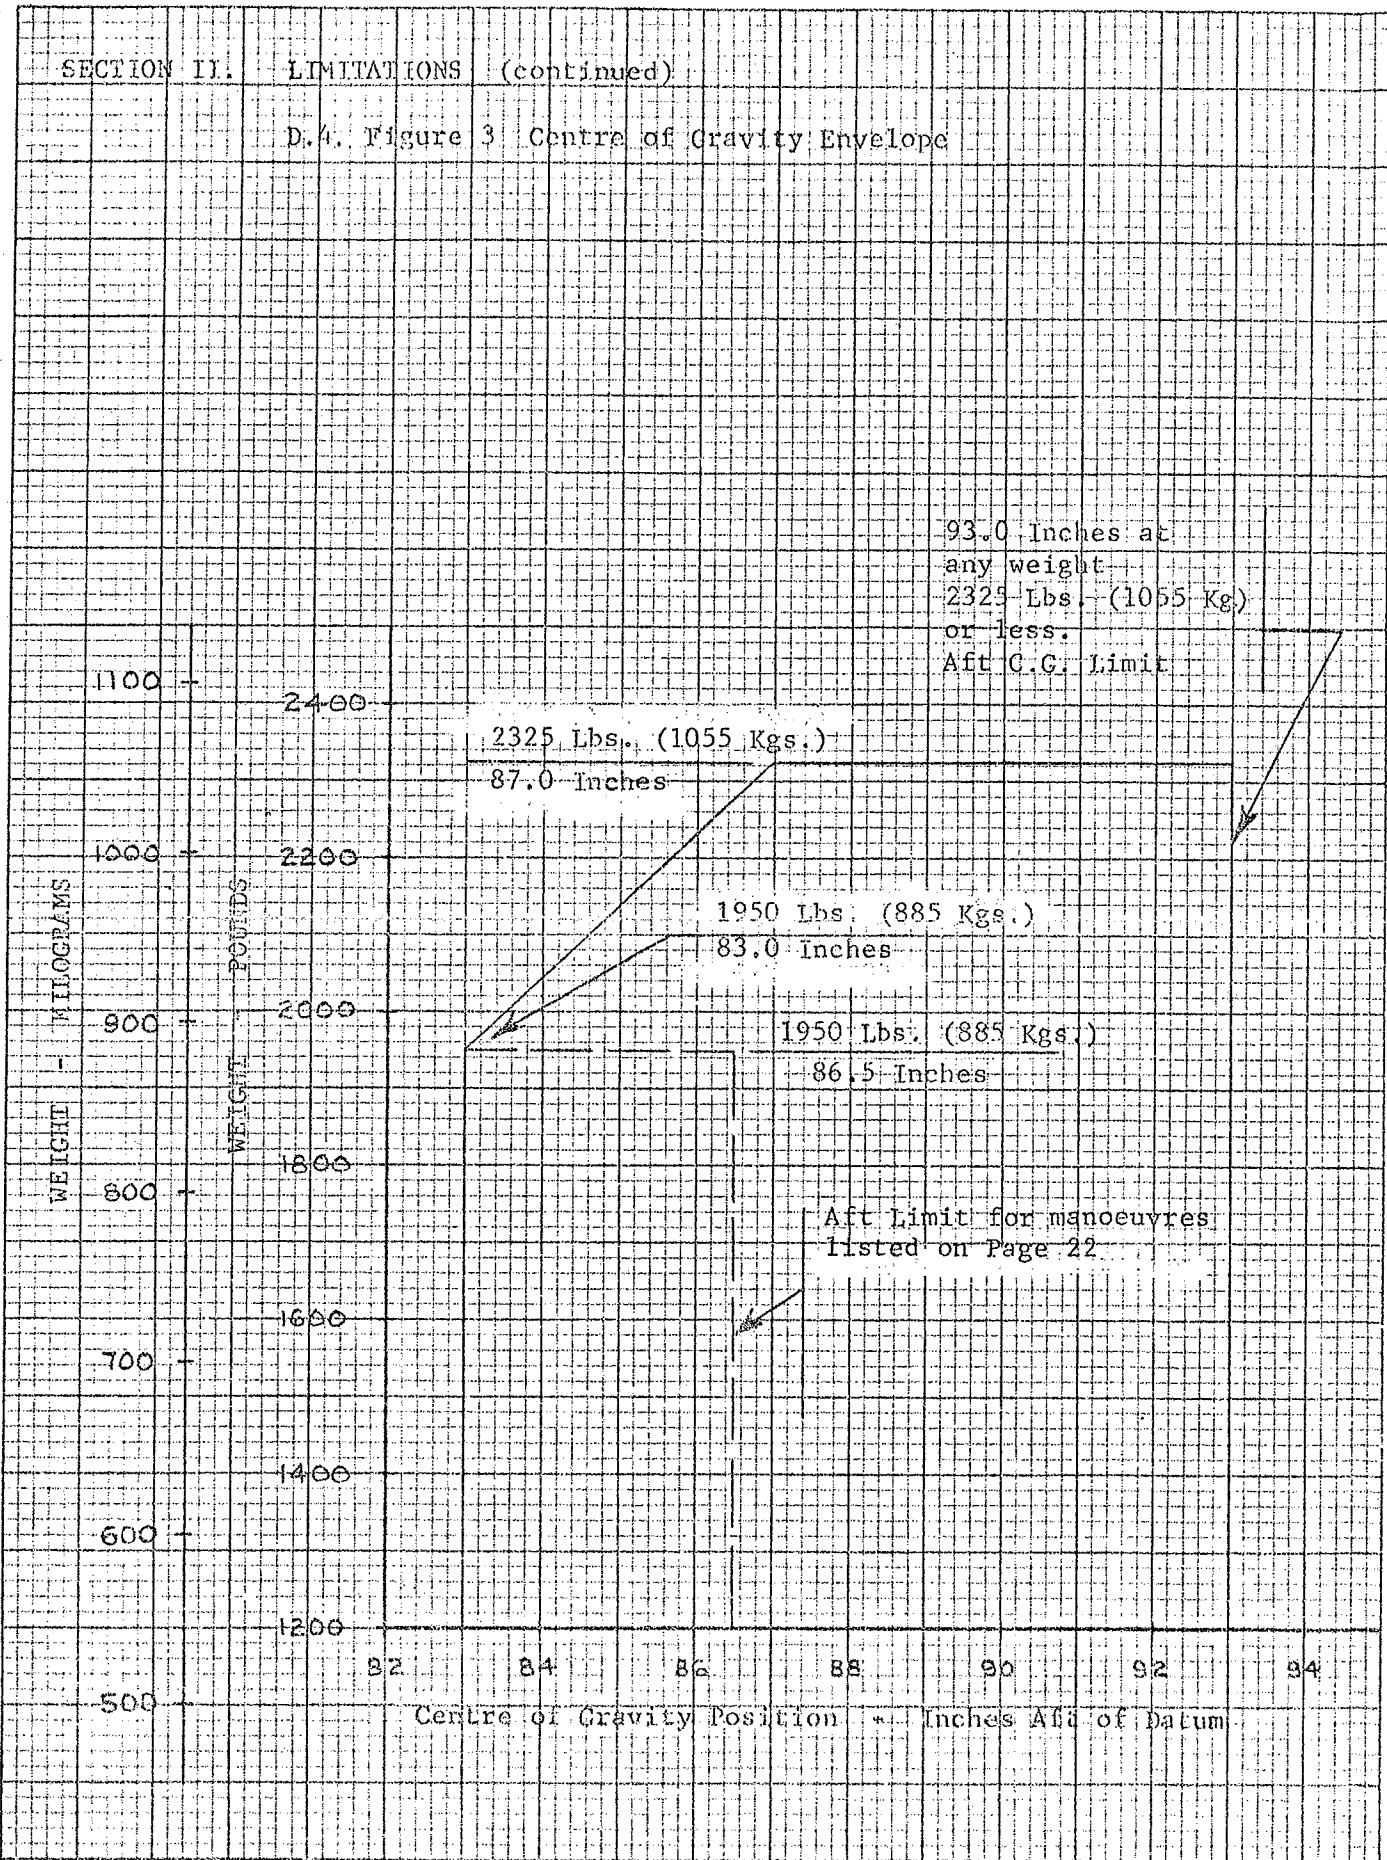 SECTION II. LIMITATIONS (continued)
D.4. Figure 3 Centre of Gravity Envelope
93.0 Inches at
any weight
2325 Lbs. (1055 Kg)
or less.
Aft C.G. Limit
1100
2400
2325 Lbs. (1055 Kgs.)
87.0 Inches
1000
2200
1950 Lbs. (885 Kgs.)
83.0 Inches
WEIGHT - MILOGRAMS
WEIGHT - POUNDS
900
2000
1950 Lbs. (885 Kgs.)
86.5 Inches
1800
800
Aft Limit for manoeuvres
listed on Page 22
1600
700
1400
600
1200
82 84 86 88 90 92 94
500
Centre of Gravity Position - Inches Aft of Datum